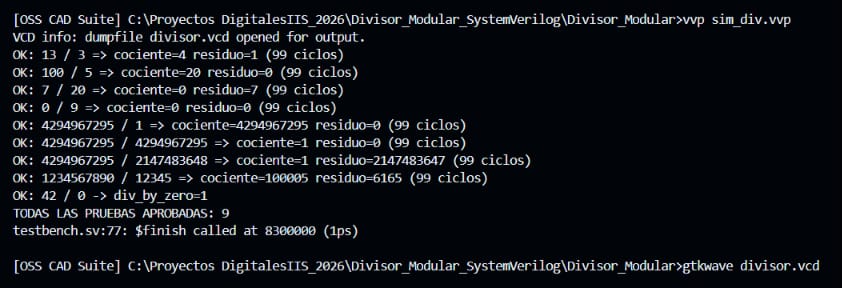 [OSS CAD Suite] C:\Proyectos DigitalesIIS_2026\Divisor_Modular_SystemVerilog\Divisor_Modular>vvp sim_div.vvp
VCD info: dumpfile divisor.vcd opened for output.
OK: 13 / 3 => cociente=4 residuo=1 (99 ciclos)
OK: 100 / 5 => cociente=20 residuo=0 (99 ciclos)
OK: 7 / 20 => cociente=0 residuo=7 (99 ciclos)
OK: 0 / 9 => cociente=0 residuo=0 (99 ciclos)
OK: 4294967295 / 1 => cociente=4294967295 residuo=0 (99 ciclos)
OK: 4294967295 / 4294967295 => cociente=1 residuo=0 (99 ciclos)
OK: 4294967295 / 2147483648 => cociente=1 residuo=2147483647 (99 ciclos)
OK: 1234567890 / 12345 => cociente=100005 residuo=6165 (99 ciclos)
OK: 42 / 0 -> div_by_zero=1
TODAS LAS PRUEBAS APROBADAS: 9
testbench.sv:77: $finish called at 8300000 (1ps)
[OSS CAD Suite] C:\Proyectos DigitalesIIS_2026\Divisor_Modular_SystemVerilog\Divisor_Modular>gtkwave divisor.vcd